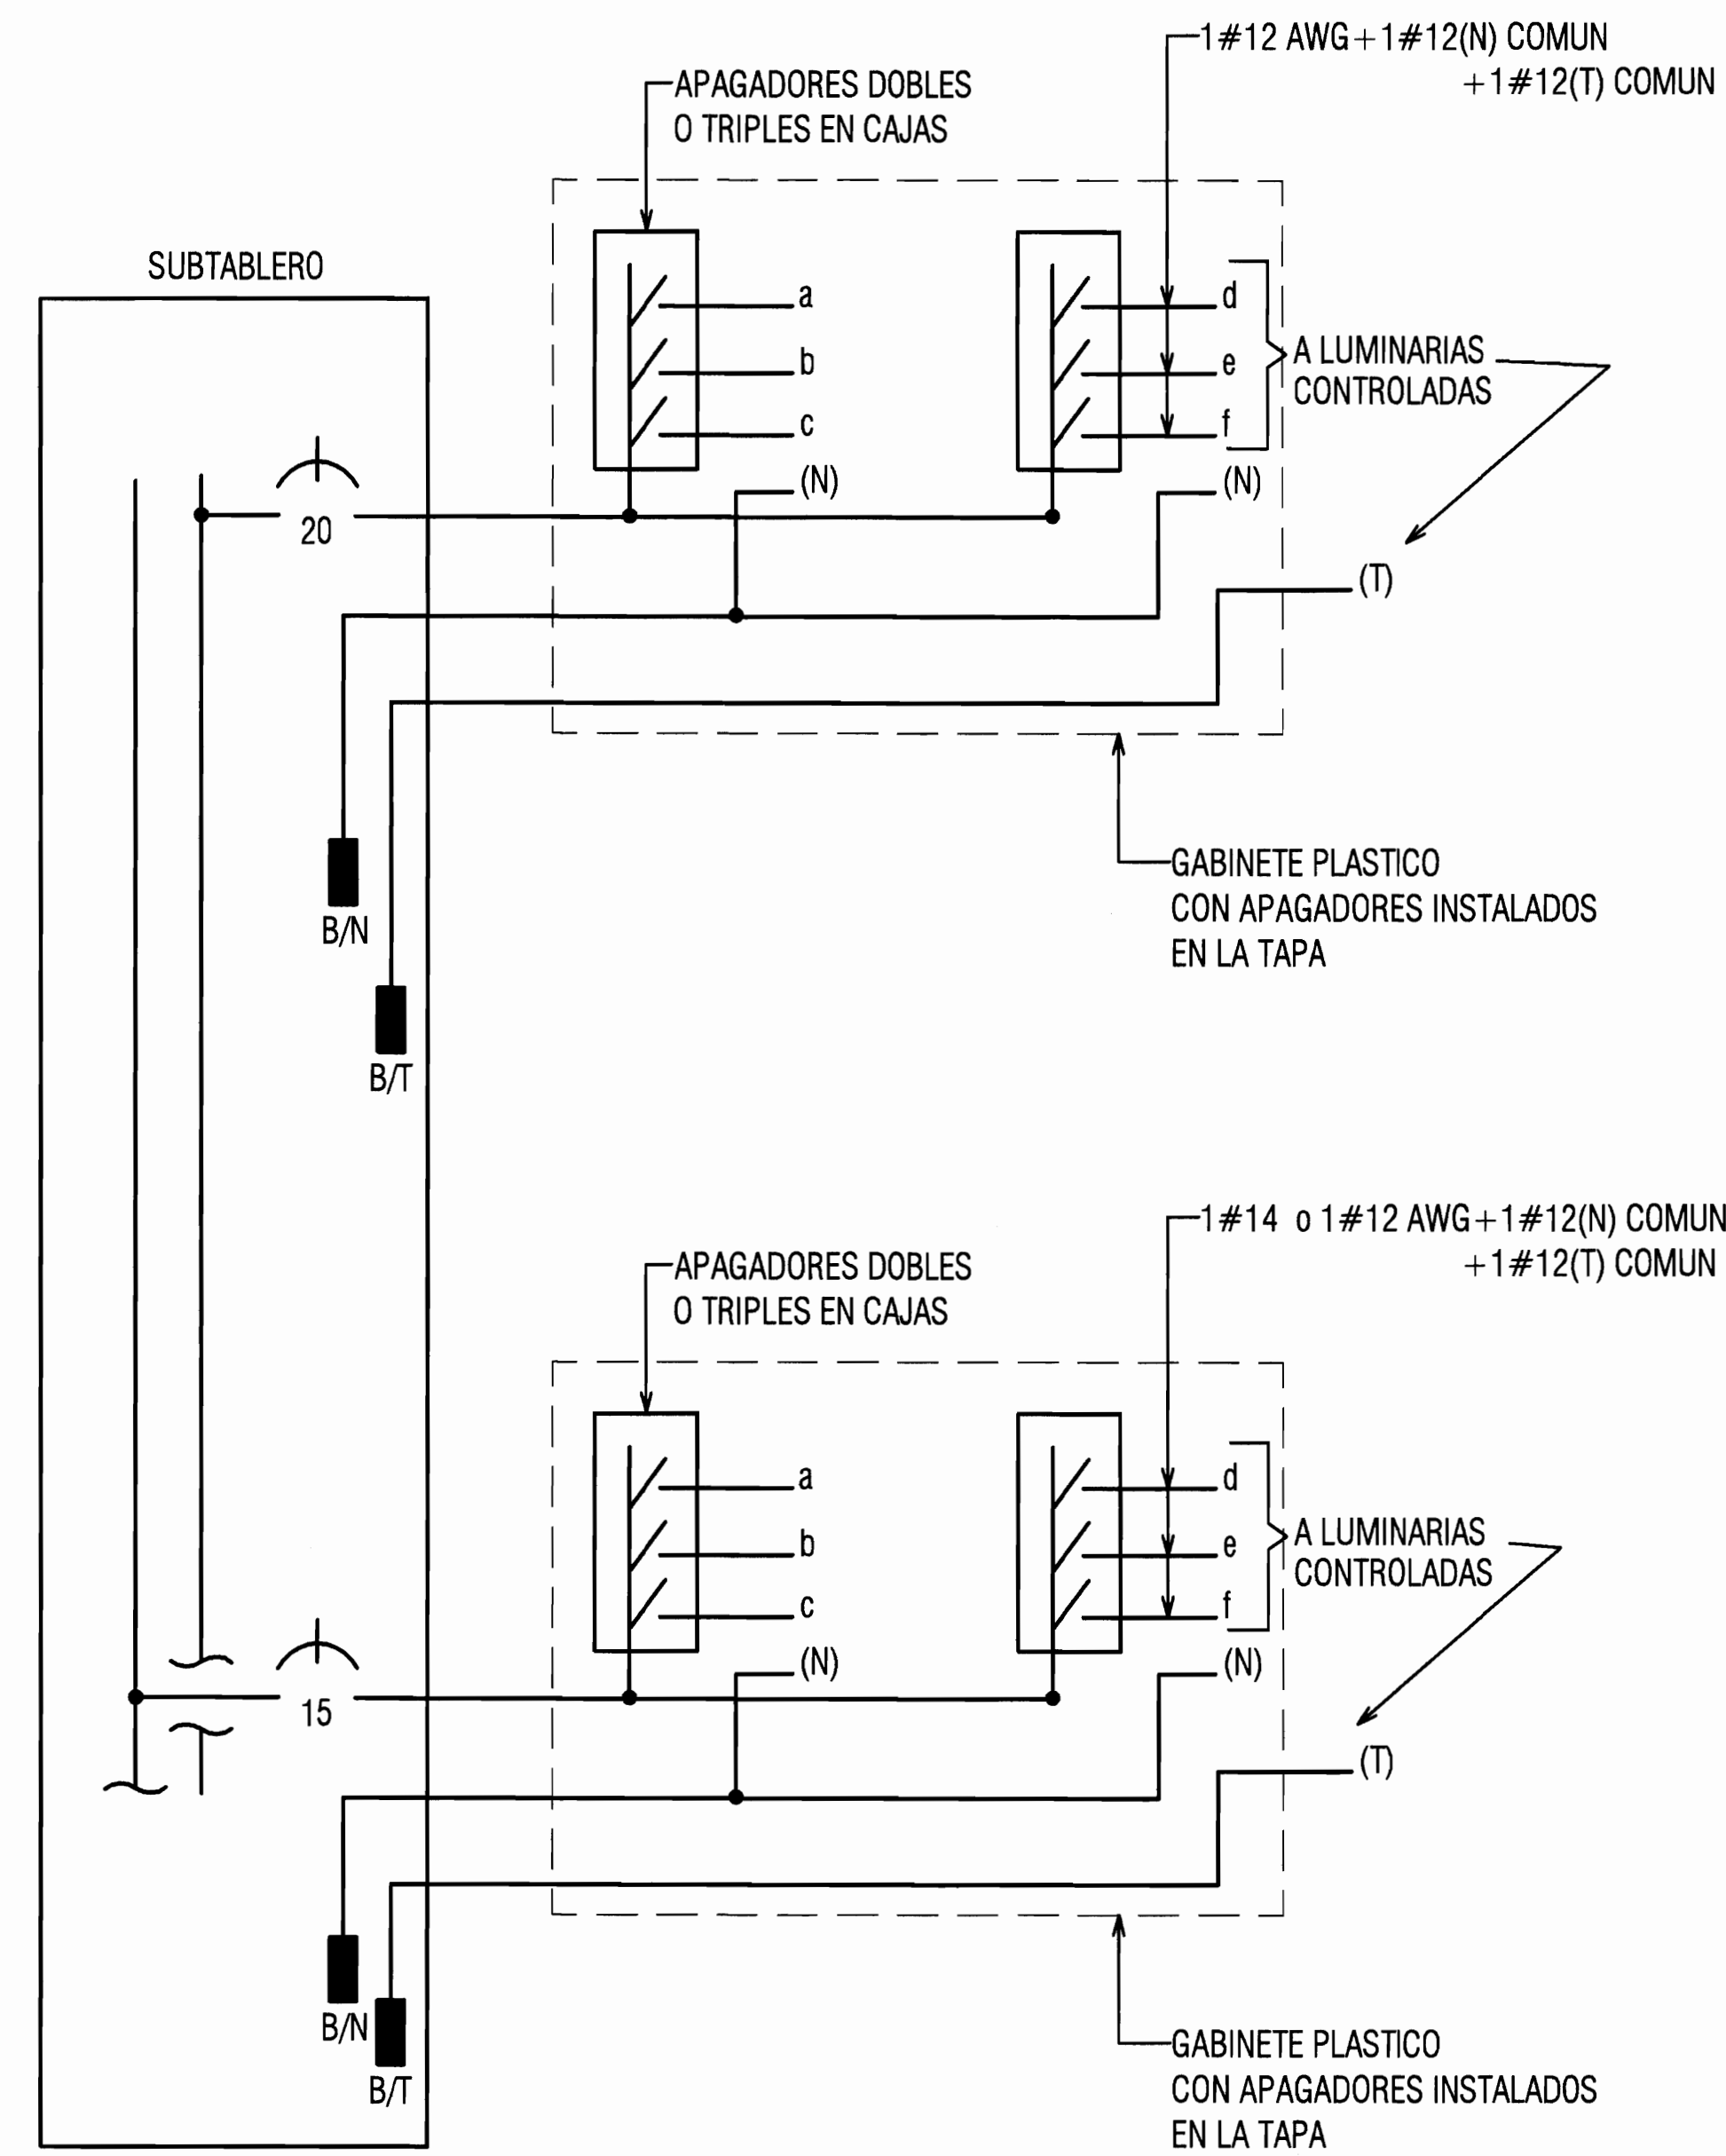 1#12 AWG+1#12(N) COMUN
+1#12(T) COMUN
APAGADORES DOBLES
O TRIPLES EN CAJAS
SUBTABLERO
a
b
c
(N)
d
e
f
(N)
A LUMINARIAS
CONTROLADAS
20
(T)
B/N
B/T
GABINETE PLASTICO
CON APAGADORES INSTALADOS
EN LA TAPA
1#14 o 1#12 AWG+1#12(N) COMUN
+1#12(T) COMUN
APAGADORES DOBLES
O TRIPLES EN CAJAS
a
b
c
(N)
d
e
f
(N)
A LUMINARIAS
CONTROLADAS
15
(T)
B/N
B/T
GABINETE PLASTICO
CON APAGADORES INSTALADOS
EN LA TAPA